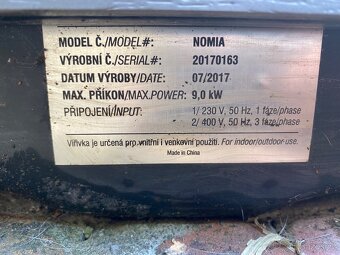 MODEL Č./MODEL#: NOMIA
VÝROBNÍ Č./SERIAL#: 20170163
DATUM VÝROBY/DATE: 07/2017
MAX. PŘÍKON/MAX.POWER: 9,0 kW
PŘIPOJENÍ/INPUT: 1/ 230 V, 50 Hz, 1 fáze/phase
2/ 400 V, 50 Hz, 3 fáze/phase
Vířivka je určená pro vnitřní i venkovní použití. For indoor/outdoor-use.
Made in China